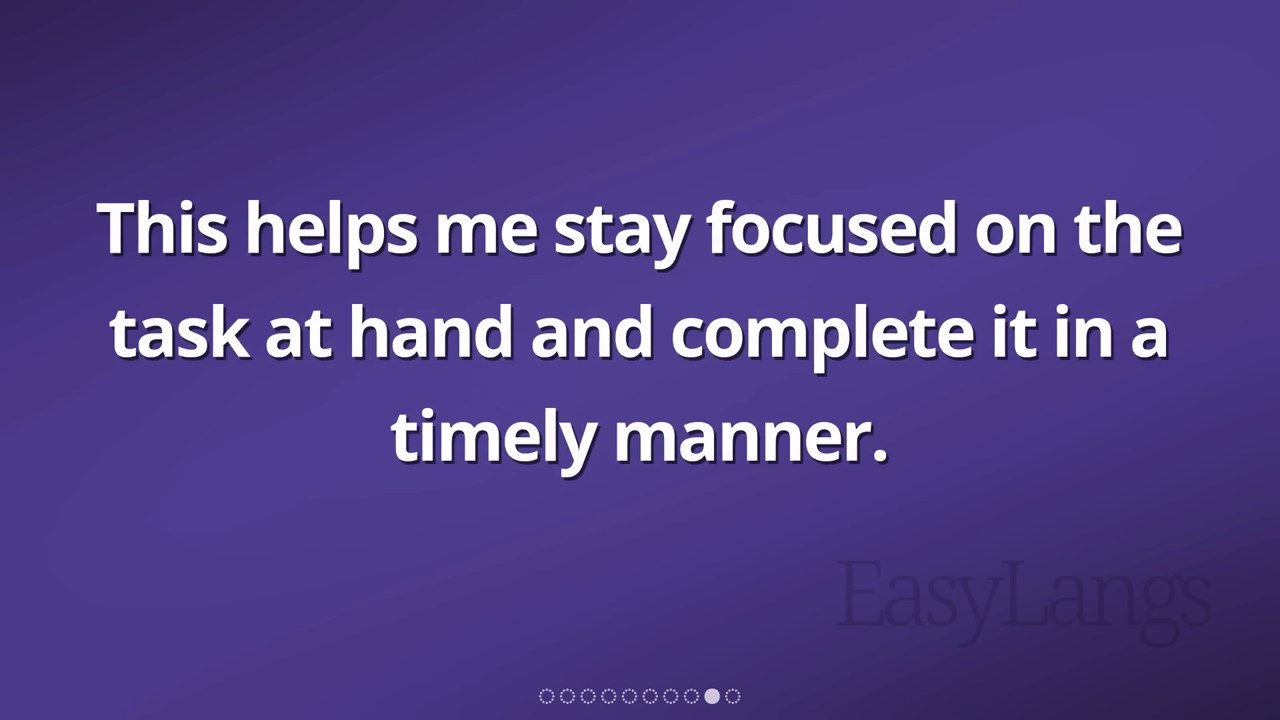 This helps me stay focused on the
task at hand and complete it in a
timely manner.
EasyLangs